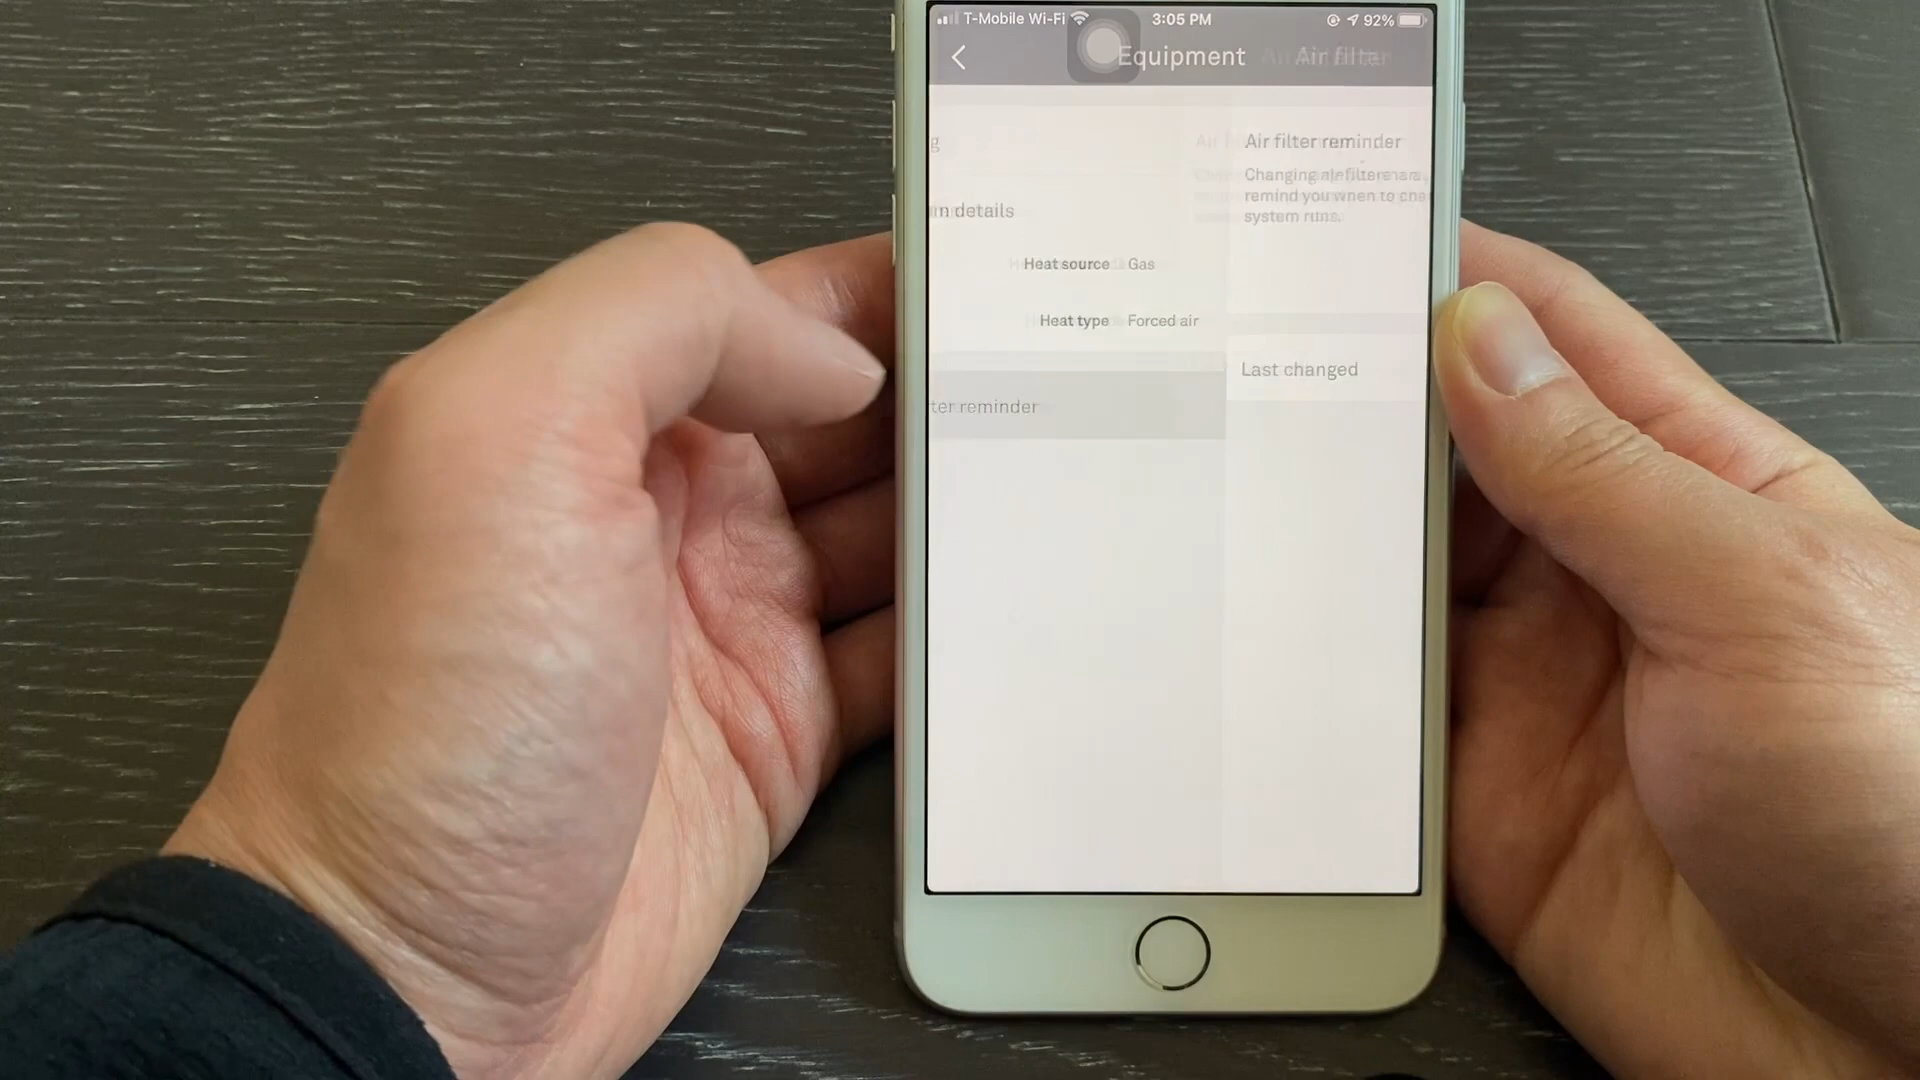 T-Mobile Wi-Fi 3:05 PM 92%
Equipment Air filter
g
Air filter reminder
Changing air filters
remind you when to
system runs.
m details
Heat source Gas
Heat type Forced air
Last changed
ter reminder